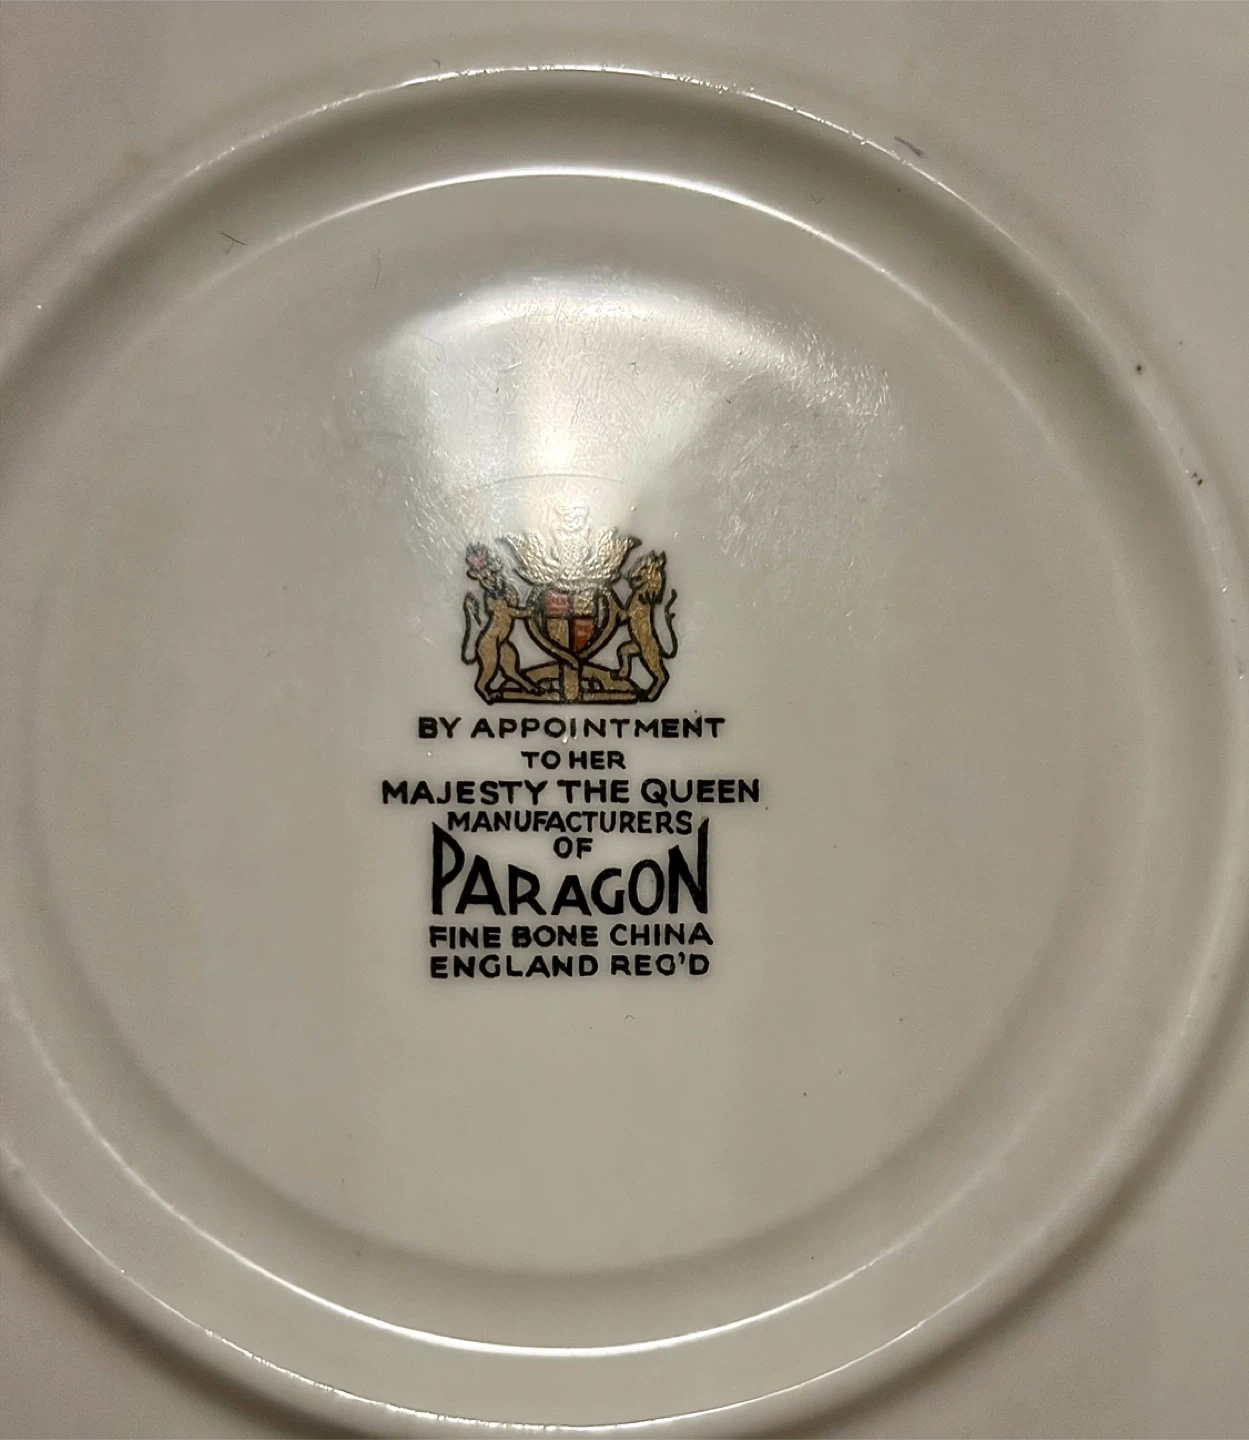 BY APPOINTMENT
TO HER
MAJESTY THE QUEEN
MANUFACTURERS
OF
PARAGON
FINE BONE CHINA
ENGLAND REG'D